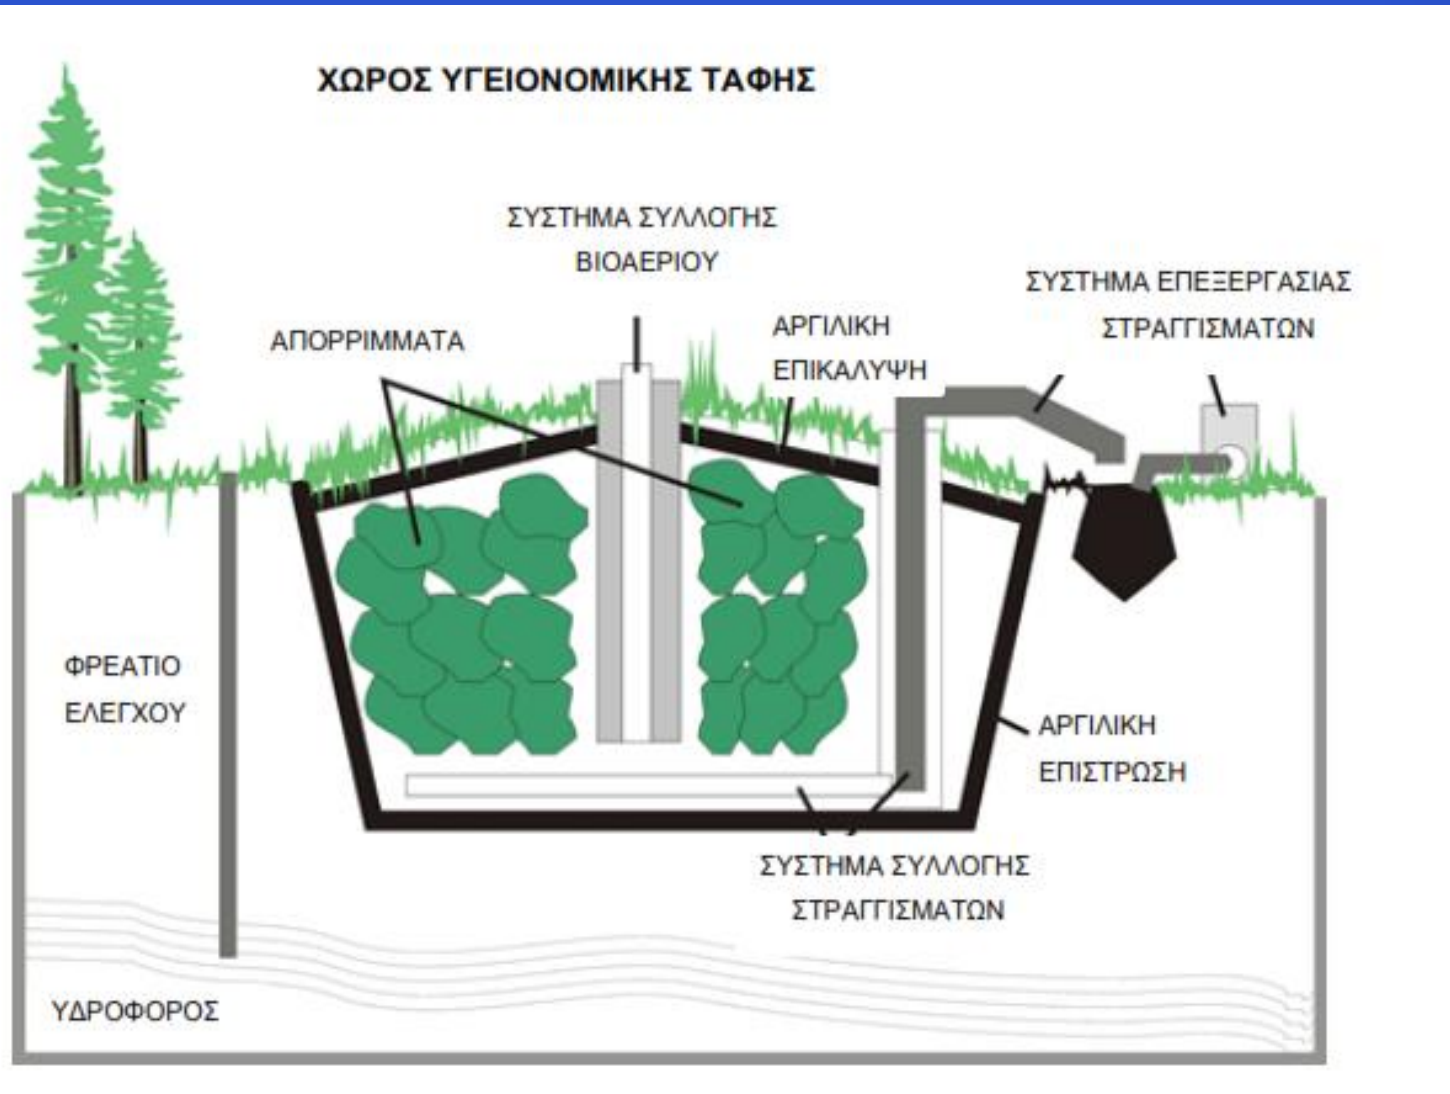 ΧΩΡΟΣ ΥΓΕΙΟΝΟΜΙΚΗΣ ΤΑΦΗΣ
ΣΥΣΤΗΜΑ ΣΥΛΛΟΓΗΣ
ΒΙΟΑΕΡΙΟΥ
ΣΥΣΤΗΜΑ ΕΠΕΞΕΡΓΑΣΙΑΣ
ΣΤΡΑΓΓΙΣΜΑΤΩΝ
ΑΠΟΡΡΙΜΜΑΤΑ
ΑΡΓΙΛΙΚΗ
ΕΠΙΚΑΛΥΨΗ
ΦΡΕΑΤΙΟ
ΕΛΕΓΧΟΥ
ΑΡΓΙΛΙΚΗ
ΕΠΙΣΤΡΩΣΗ
ΣΥΣΤΗΜΑ ΣΥΛΛΟΓΗΣ
ΣΤΡΑΓΓΙΣΜΑΤΩΝ
ΥΔΡΟΦΟΡΟΣ